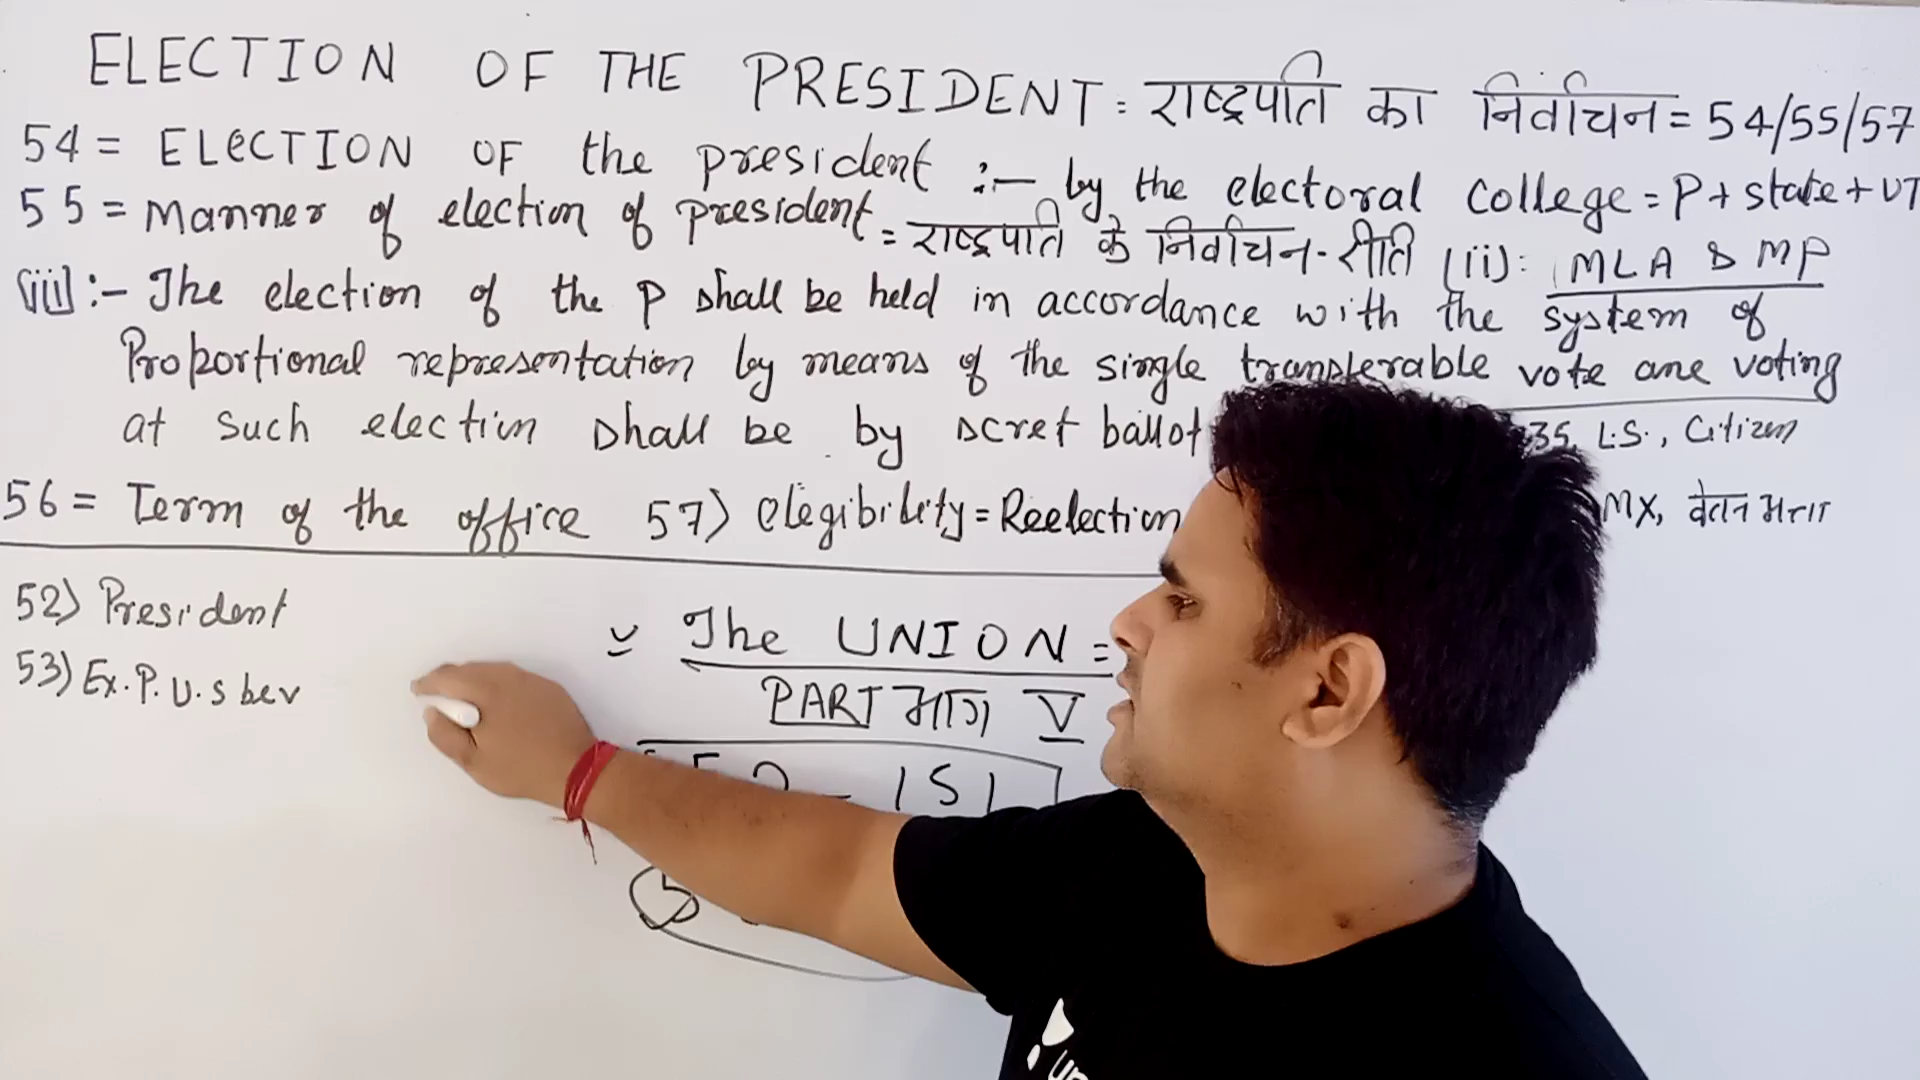 ELECTION OF THE PRESIDENT : राष्ट्रपति का निर्वाचन = 54/55/57
54 = ELeCTION OF the president :- by the electoral college = P + state + UT
55 = Manner of election of president = राष्ट्रपति के निर्वाचन-रीति (ii): MLA & MP
(iii) :- The election of the P shall be held in accordance with the system of
Proportional representation by means of the single transferable vote ane voting
at such election shall be by scret ballot 35, L.S., Citizen
56 = Term of the office 57) elegibility = Reelection MX, वेतन भत्ता
52) President
53) Ex. P. U. s bev
The UNION =
PART भाग V
52 - 151